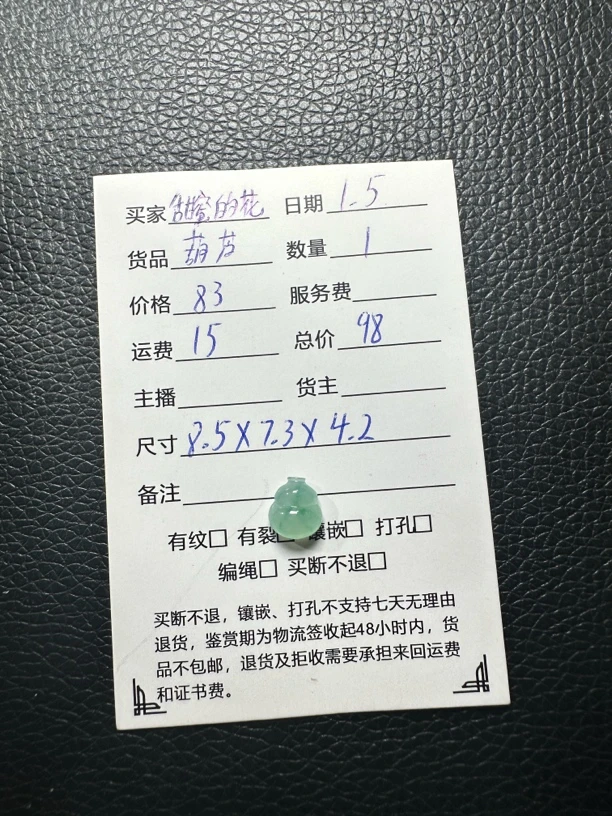 买家 甜蜜的花 日期 1.5
货品 葫芦 数量 1
价格 83 服务费
运费 15 总价 98
主播 货主
尺寸 8.5X7.3X4.2
备注
有纹□ 有裂□ 镶嵌□ 打孔□
编绳□ 买断不退□
买断不退，镶嵌、打孔不支持七天无理由
退货，鉴赏期为物流签收起48小时内，货
品不包邮，退货及拒收需要承担来回运费
和证书费。